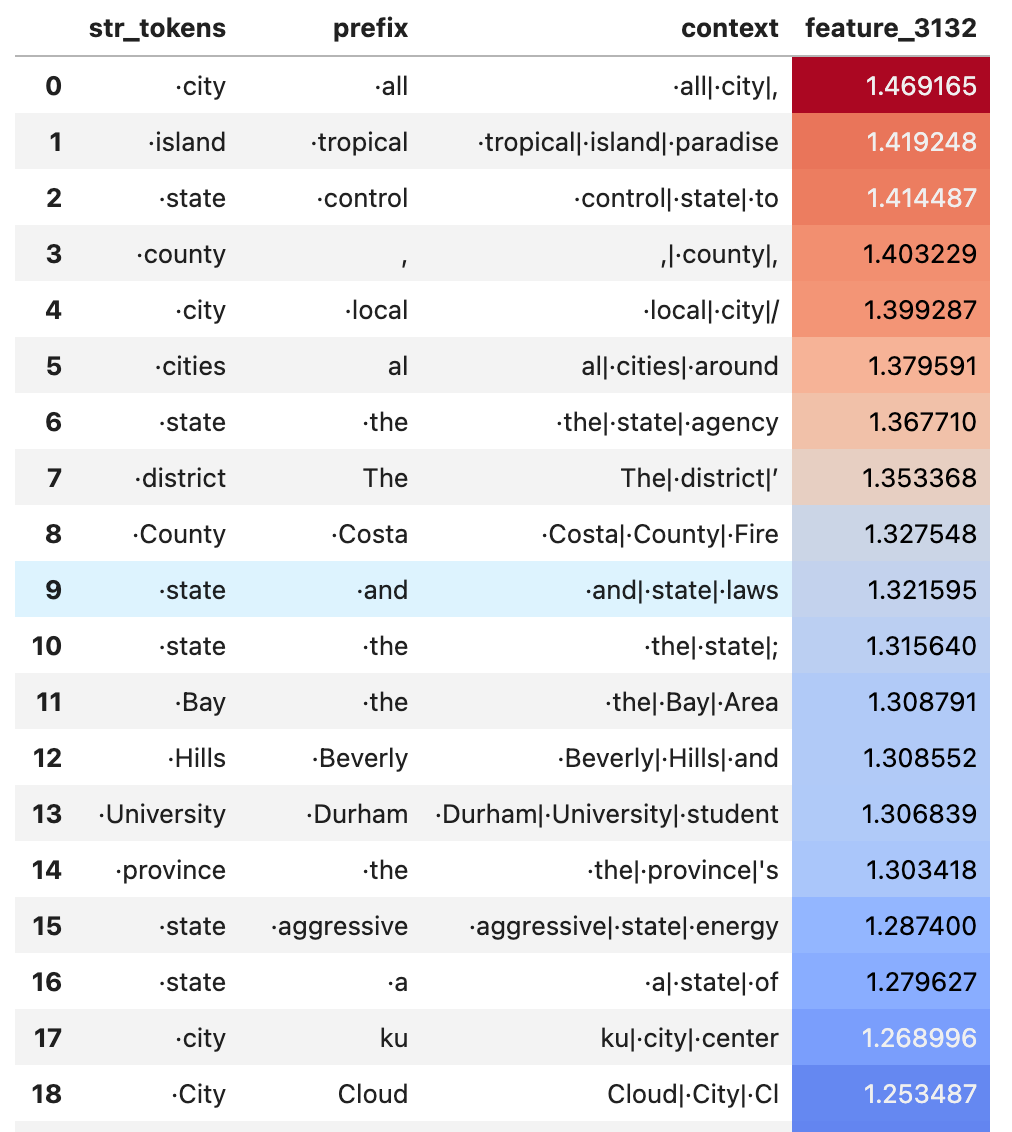 str_tokens prefix context feature_3132
0 ·city ·all ·all|·city|, 1.469165
1 ·island ·tropical ·tropical|·island|·paradise 1.419248
2 ·state ·control ·control|·state|·to 1.414487
3 ·county , ,|·county|, 1.403229
4 ·city ·local ·local|·city|/ 1.399287
5 ·cities al al|·cities|·around 1.379591
6 ·state ·the ·the|·state|·agency 1.367710
7 ·district The The|·district|’ 1.353368
8 ·County ·Costa ·Costa|·County|·Fire 1.327548
9 ·state ·and ·and|·state|·laws 1.321595
10 ·state ·the ·the|·state|; 1.315640
11 ·Bay ·the ·the|·Bay|·Area 1.308791
12 ·Hills ·Beverly ·Beverly|·Hills|·and 1.308552
13 ·University ·Durham ·Durham|·University|·student 1.306839
14 ·province ·the ·the|·province|'s 1.303418
15 ·state ·aggressive ·aggressive|·state|·energy 1.287400
16 ·state ·a ·a|·state|·of 1.279627
17 ·city ku ku|·city|·center 1.268996
18 ·City Cloud Cloud|·City|·Cl 1.253487